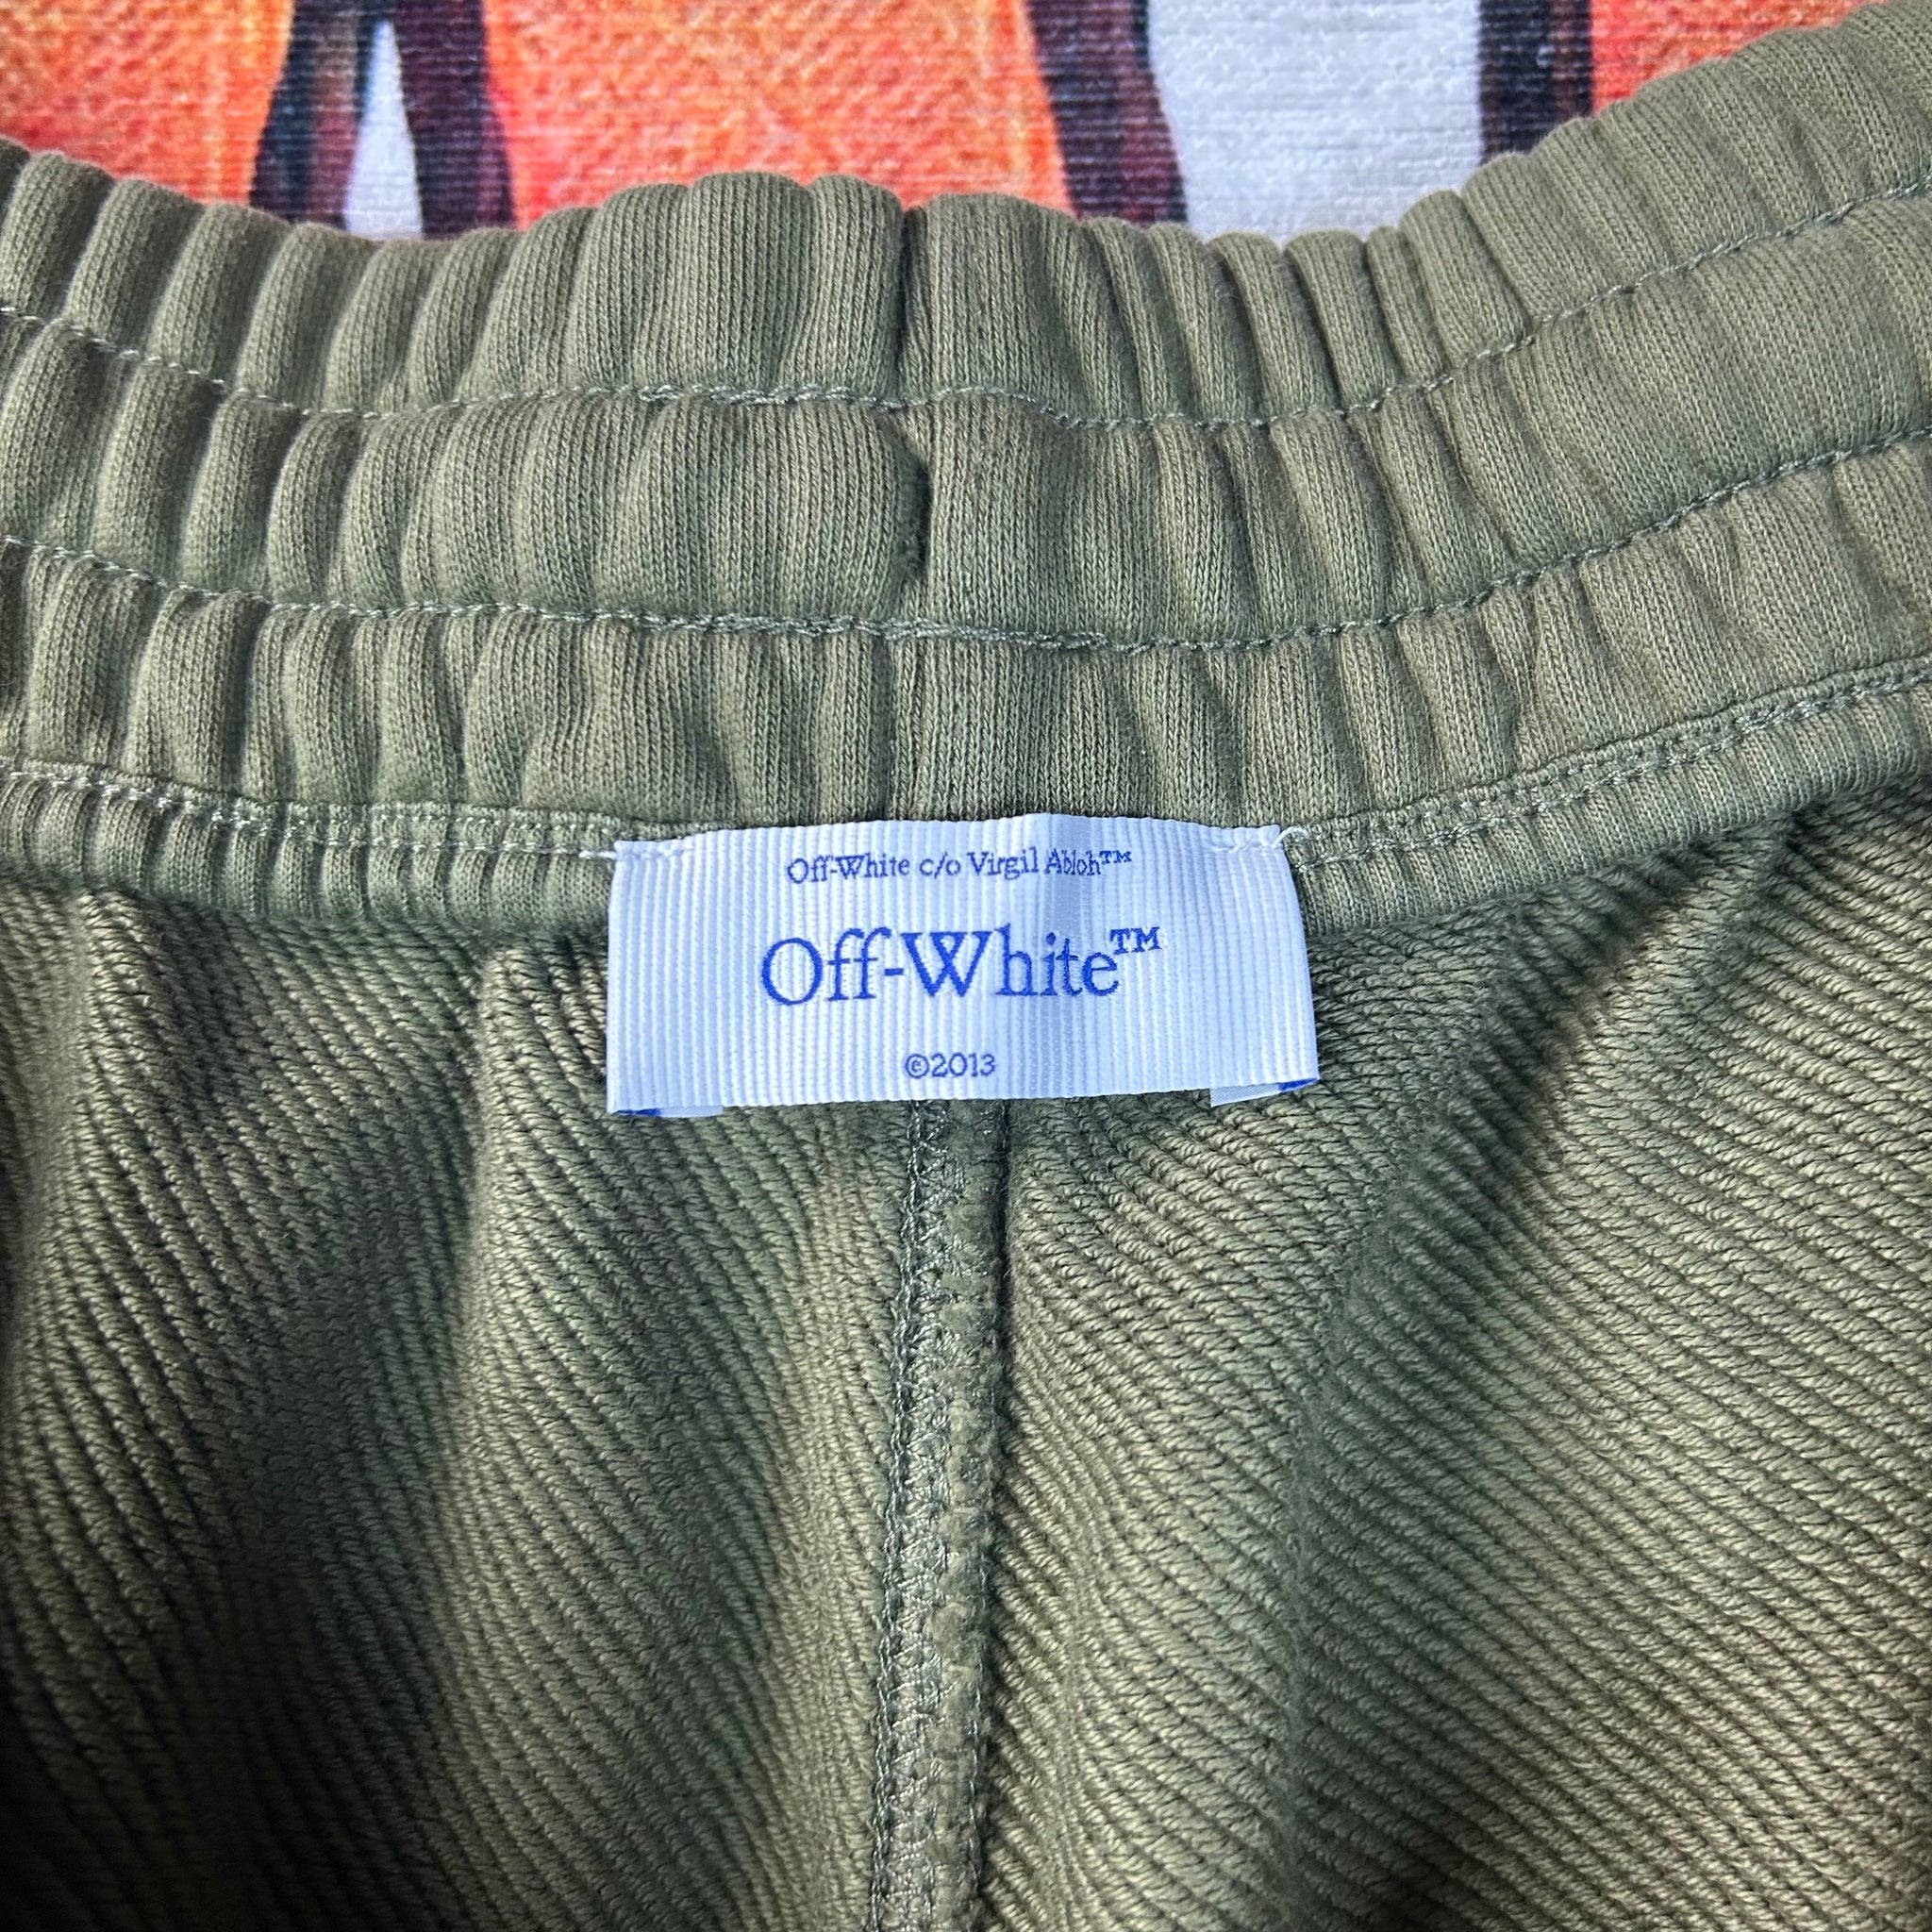 Off-White c/o Virgil Abloh™
Off-White™
©2013